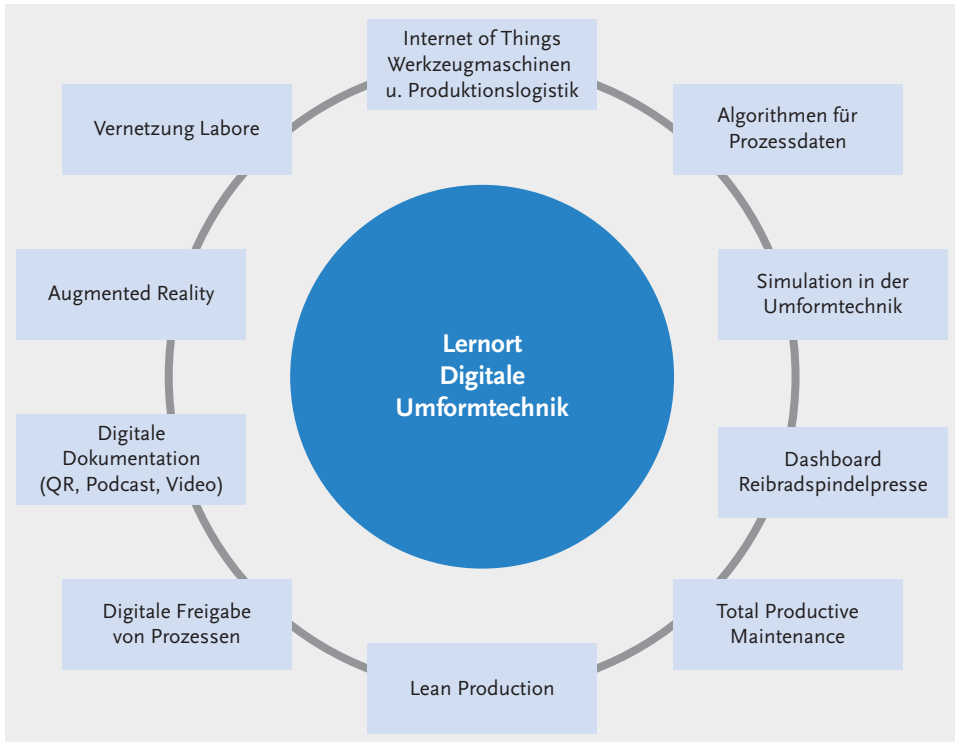 Internet of Things
Werkzeugmaschinen
u. Produktionslogistik
Algorithmen für
Prozessdaten
Simulation in der
Umformtechnik
Dashboard
Reibradspindelpresse
Total Productive
Maintenance
Lean Production
Digitale Freigabe
von Prozessen
Digitale
Dokumentation
(QR, Podcast, Video)
Augmented Reality
Vernetzung Labore
Lernort
Digitale
Umformtechnik